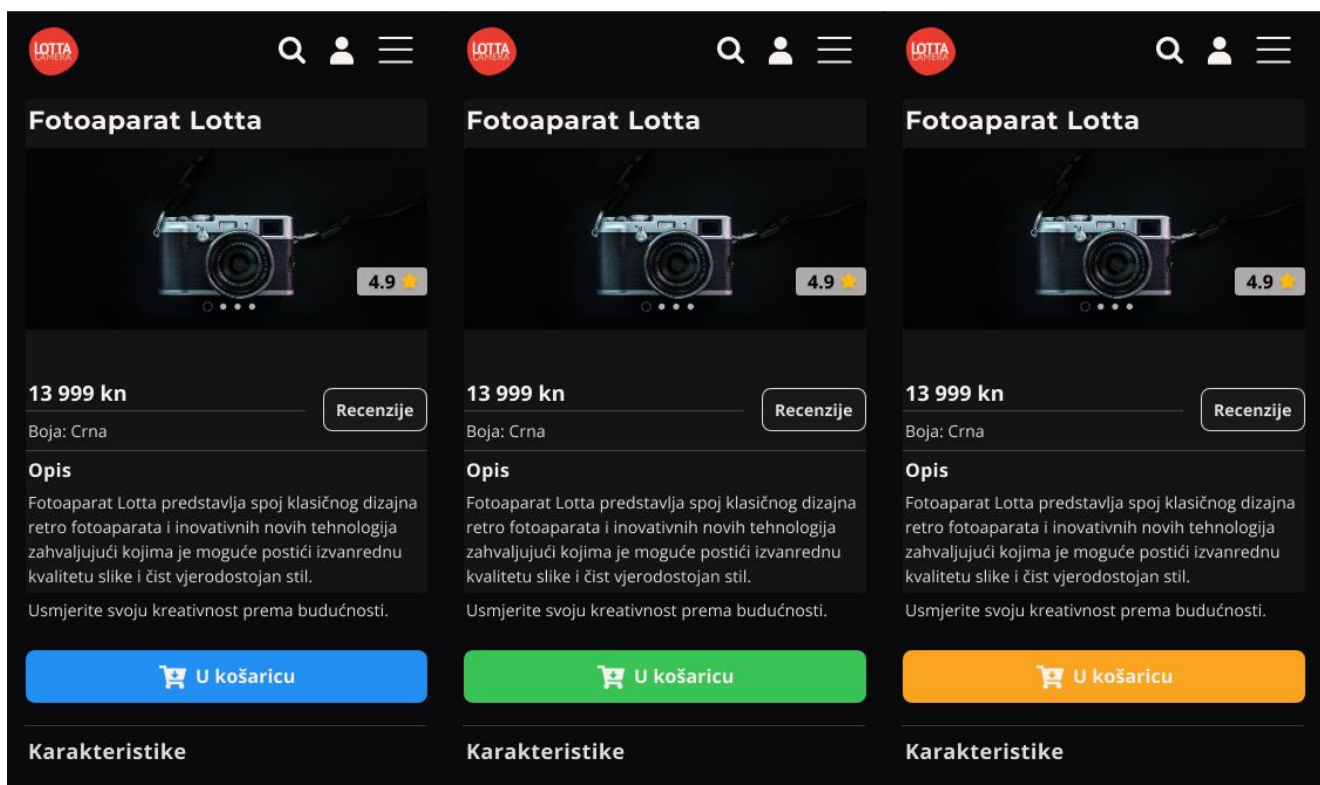 LOTTA
CAMERA
Fotoaparat Lotta
4.9
13 999 kn
Recenzije
Boja: Crna
Opis
Fotoaparat Lotta predstavlja spoj klasičnog dizajna
retro fotoaparata i inovativnih novih tehnologija
zahvaljujući kojima je moguće postići izvanrednu
kvalitetu slike i čist vjerodostojan stil.
Usmjerite svoju kreativnost prema budućnosti.
U košaricu
Karakteristike
LOTTA
CAMERA
Fotoaparat Lotta
4.9
13 999 kn
Recenzije
Boja: Crna
Opis
Fotoaparat Lotta predstavlja spoj klasičnog dizajna
retro fotoaparata i inovativnih novih tehnologija
zahvaljujući kojima je moguće postići izvanrednu
kvalitetu slike i čist vjerodostojan stil.
Usmjerite svoju kreativnost prema budućnosti.
U košaricu
Karakteristike
LOTTA
CAMERA
Fotoaparat Lotta
4.9
13 999 kn
Recenzije
Boja: Crna
Opis
Fotoaparat Lotta predstavlja spoj klasičnog dizajna
retro fotoaparata i inovativnih novih tehnologija
zahvaljujući kojima je moguće postići izvanrednu
kvalitetu slike i čist vjerodostojan stil.
Usmjerite svoju kreativnost prema budućnosti.
U košaricu
Karakteristike